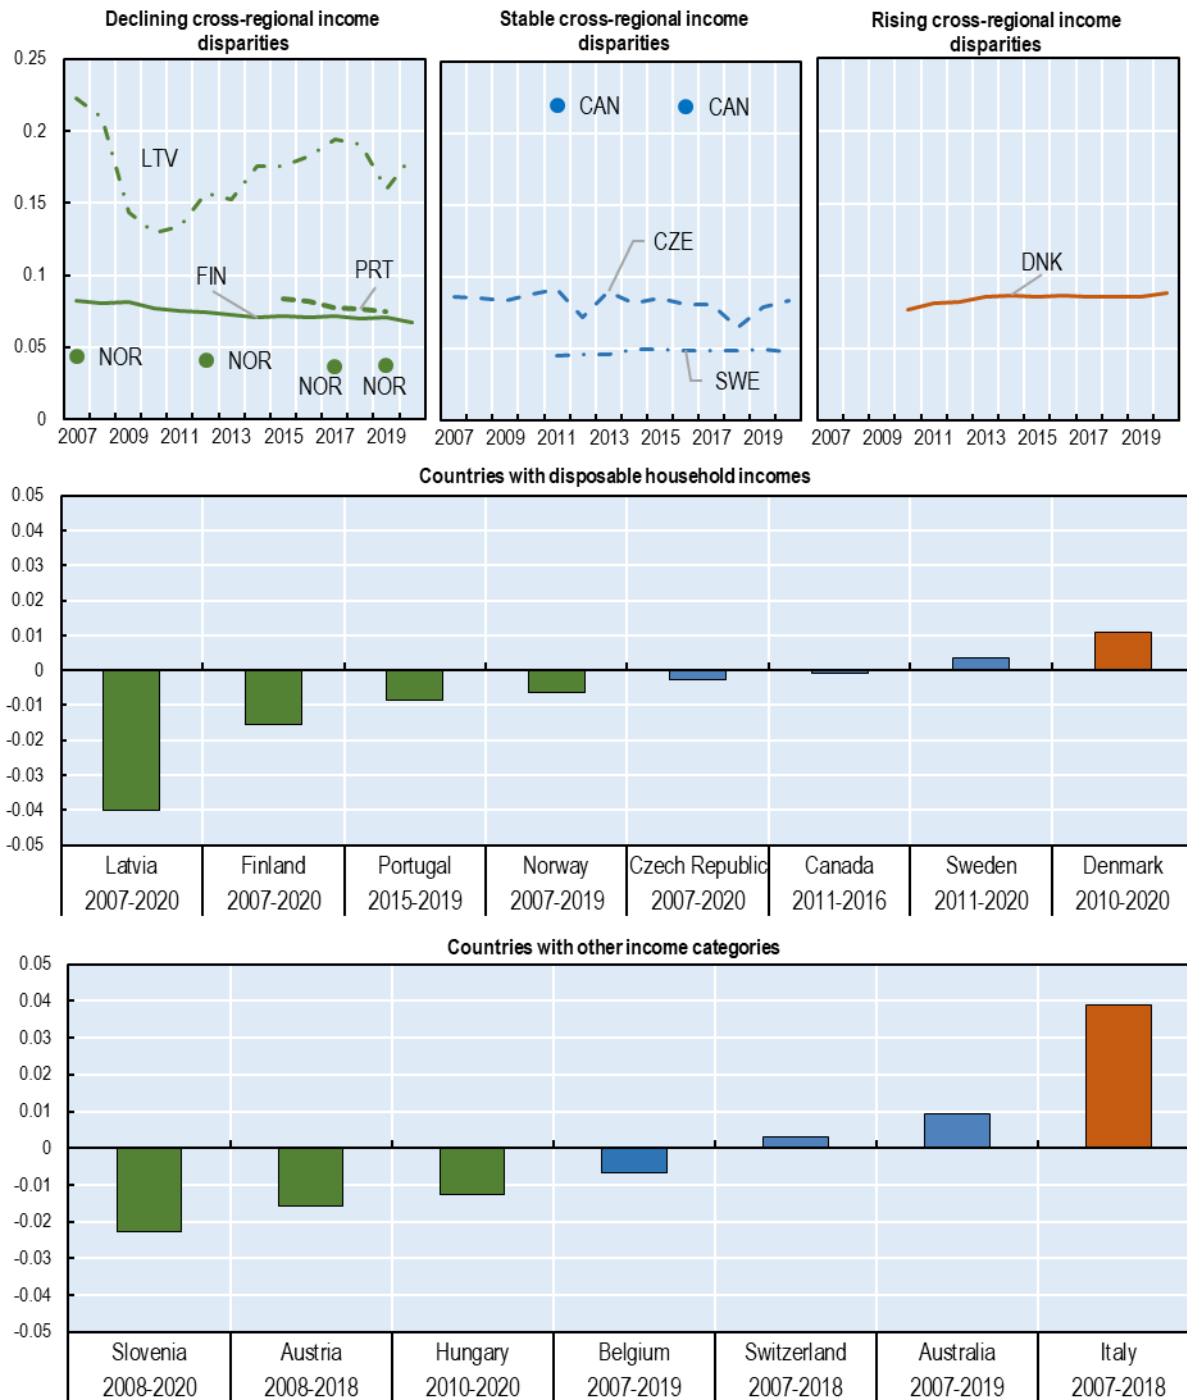 Declining cross-regional income
disparities
Stable cross-regional income
disparities
Rising cross-regional income
disparities
0.25
0.2
0.15
0.1
0.05
0
LTV
FIN
PRT
NOR
NOR
NOR
NOR
2007 2009 2011 2013 2015 2017 2019
CAN
CAN
CZE
SWE
2007 2009 2011 2013 2015 2017 2019
DNK
2007 2009 2011 2013 2015 2017 2019
Countries with disposable household incomes
0.05
0.04
0.03
0.02
0.01
0
-0.01
-0.02
-0.03
-0.04
-0.05
Latvia Finland Portugal Norway Czech Republic Canada Sweden Denmark
2007-2020 2007-2020 2015-2019 2007-2019 2007-2020 2011-2016 2011-2020 2010-2020
Countries with other income categories
0.05
0.04
0.03
0.02
0.01
0
-0.01
-0.02
-0.03
-0.04
-0.05
Slovenia Austria Hungary Belgium Switzerland Australia Italy
2008-2020 2008-2018 2010-2020 2007-2019 2007-2018 2007-2019 2007-2018